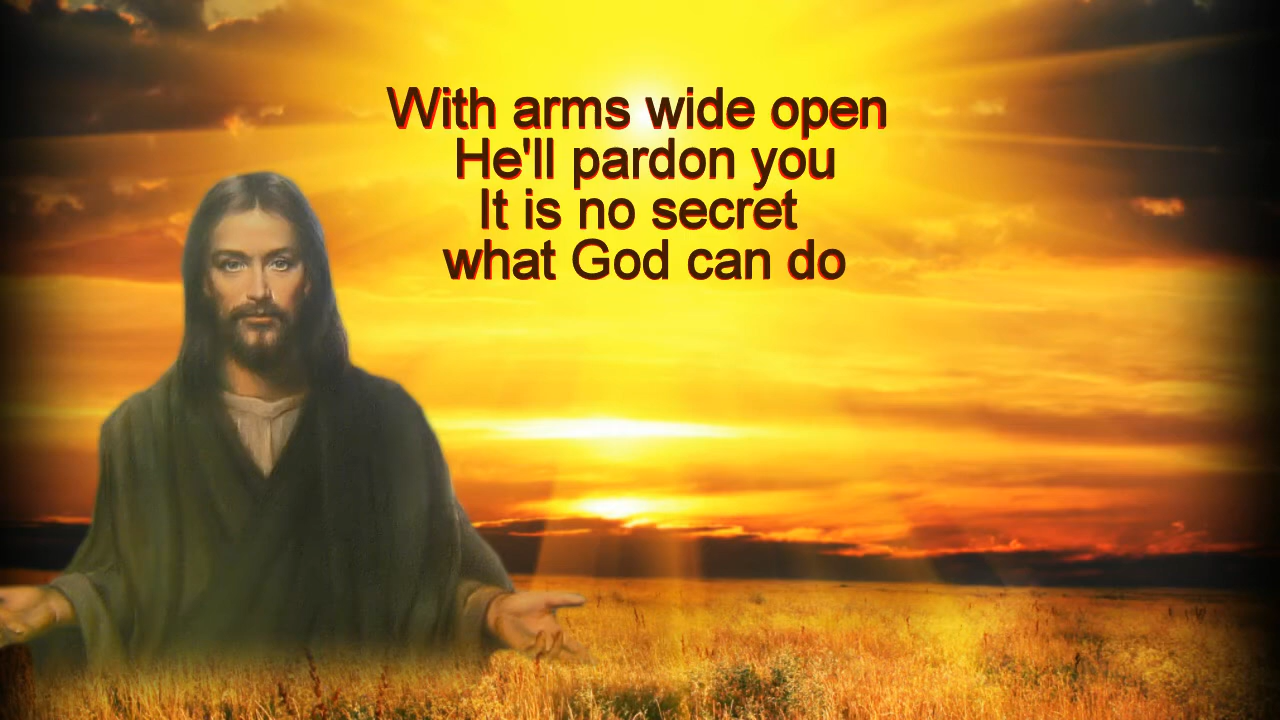 With arms wide open
He'll pardon you
It is no secret
what God can do